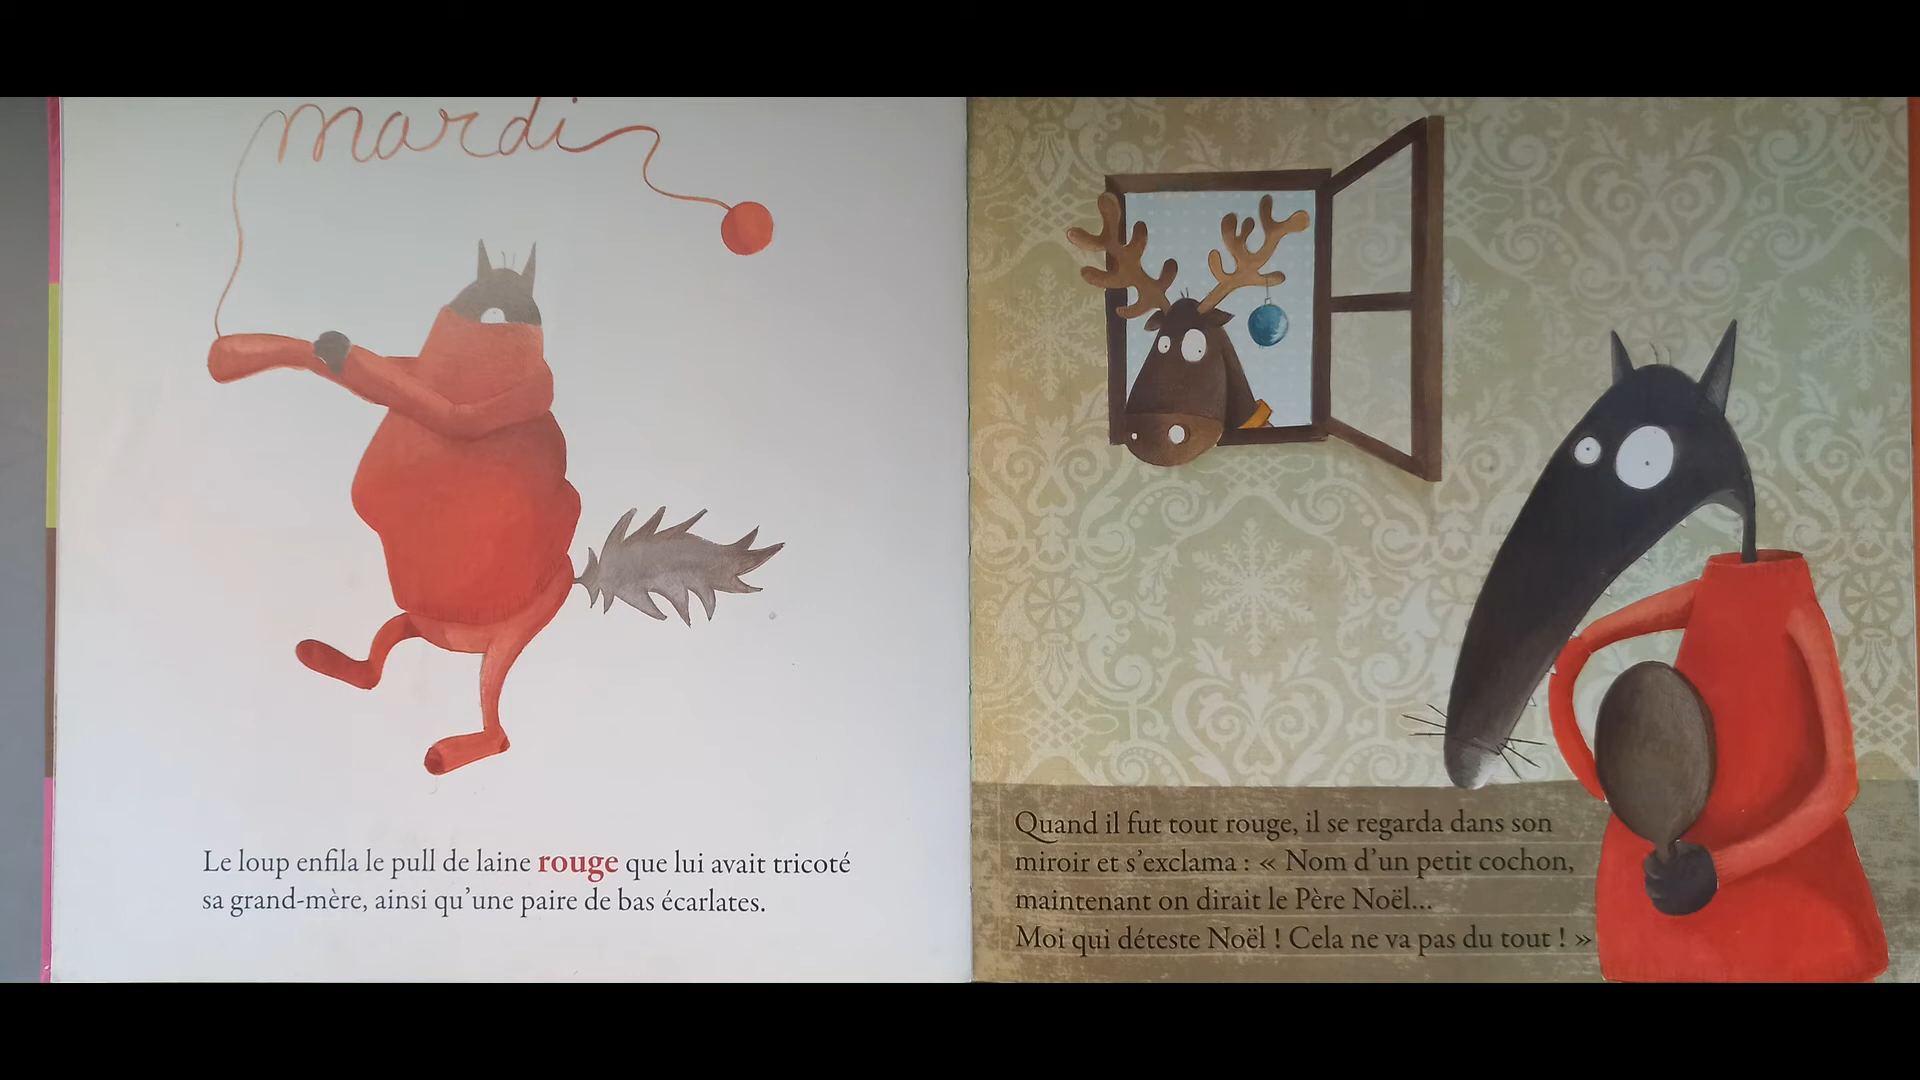 mardi
Le loup enfila le pull de laine rouge que lui avait tricoté
sa grand-mère, ainsi qu'une paire de bas écarlates.
Quand il fut tout rouge, il se regarda dans son
miroir et s'exclama : « Nom d'un petit cochon,
maintenant on dirait le Père Noël...
Moi qui déteste Noël ! Cela ne va pas du tout ! »